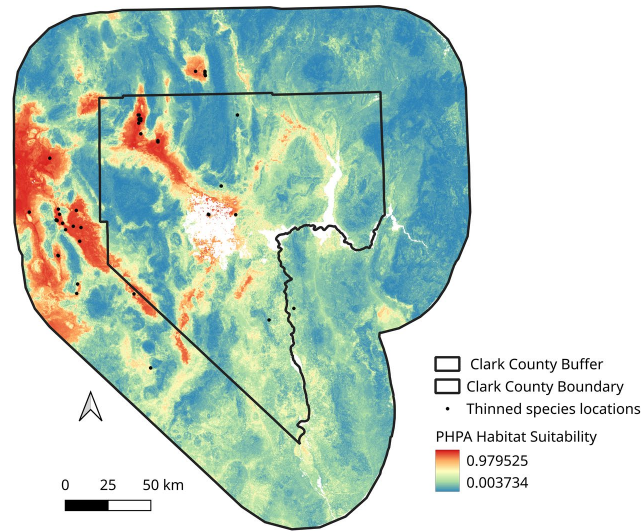 Clark County Buffer
Clark County Boundary
Thinned species locations
PHPA Habitat Suitability
0.979525
0.003734
0 25 50 km